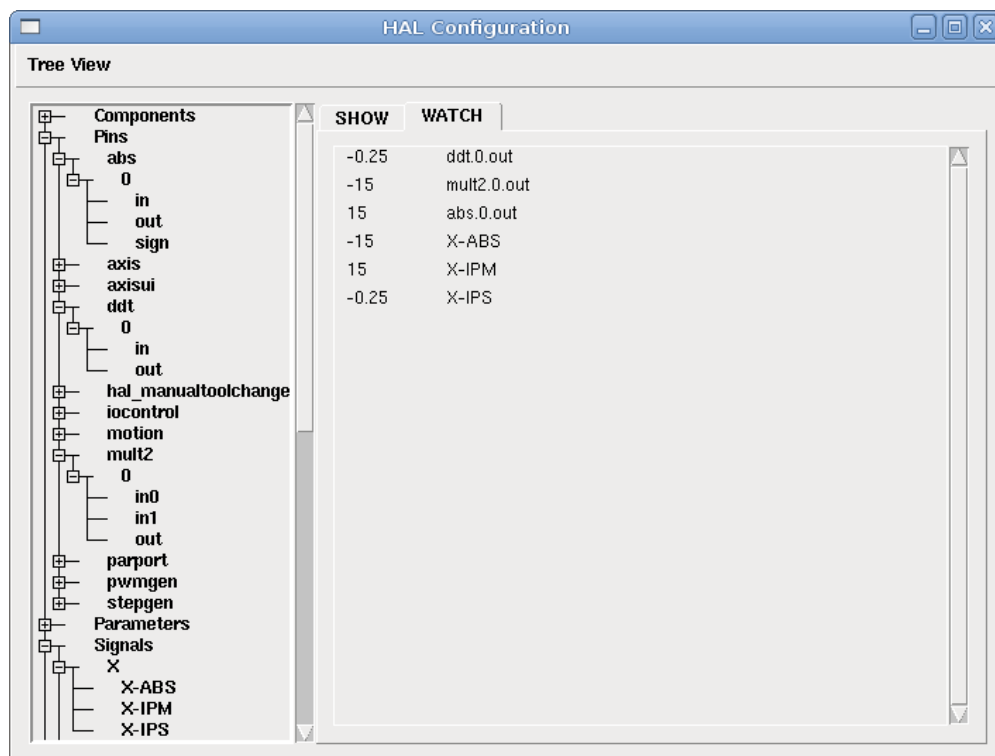 HAL Configuration
Tree View
Components
Pins
abs
0
in
out
sign
axis
axisui
ddt
0
in
out
hal_manualtoolchange
iocontrol
motion
mult2
0
in0
in1
out
parport
pwmgen
stepgen
Parameters
Signals
X
X-ABS
X-IPM
X-IPS
SHOW WATCH
-0.25 ddt.0.out
-15 mult2.0.out
15 abs.0.out
-15 X-ABS
15 X-IPM
-0.25 X-IPS